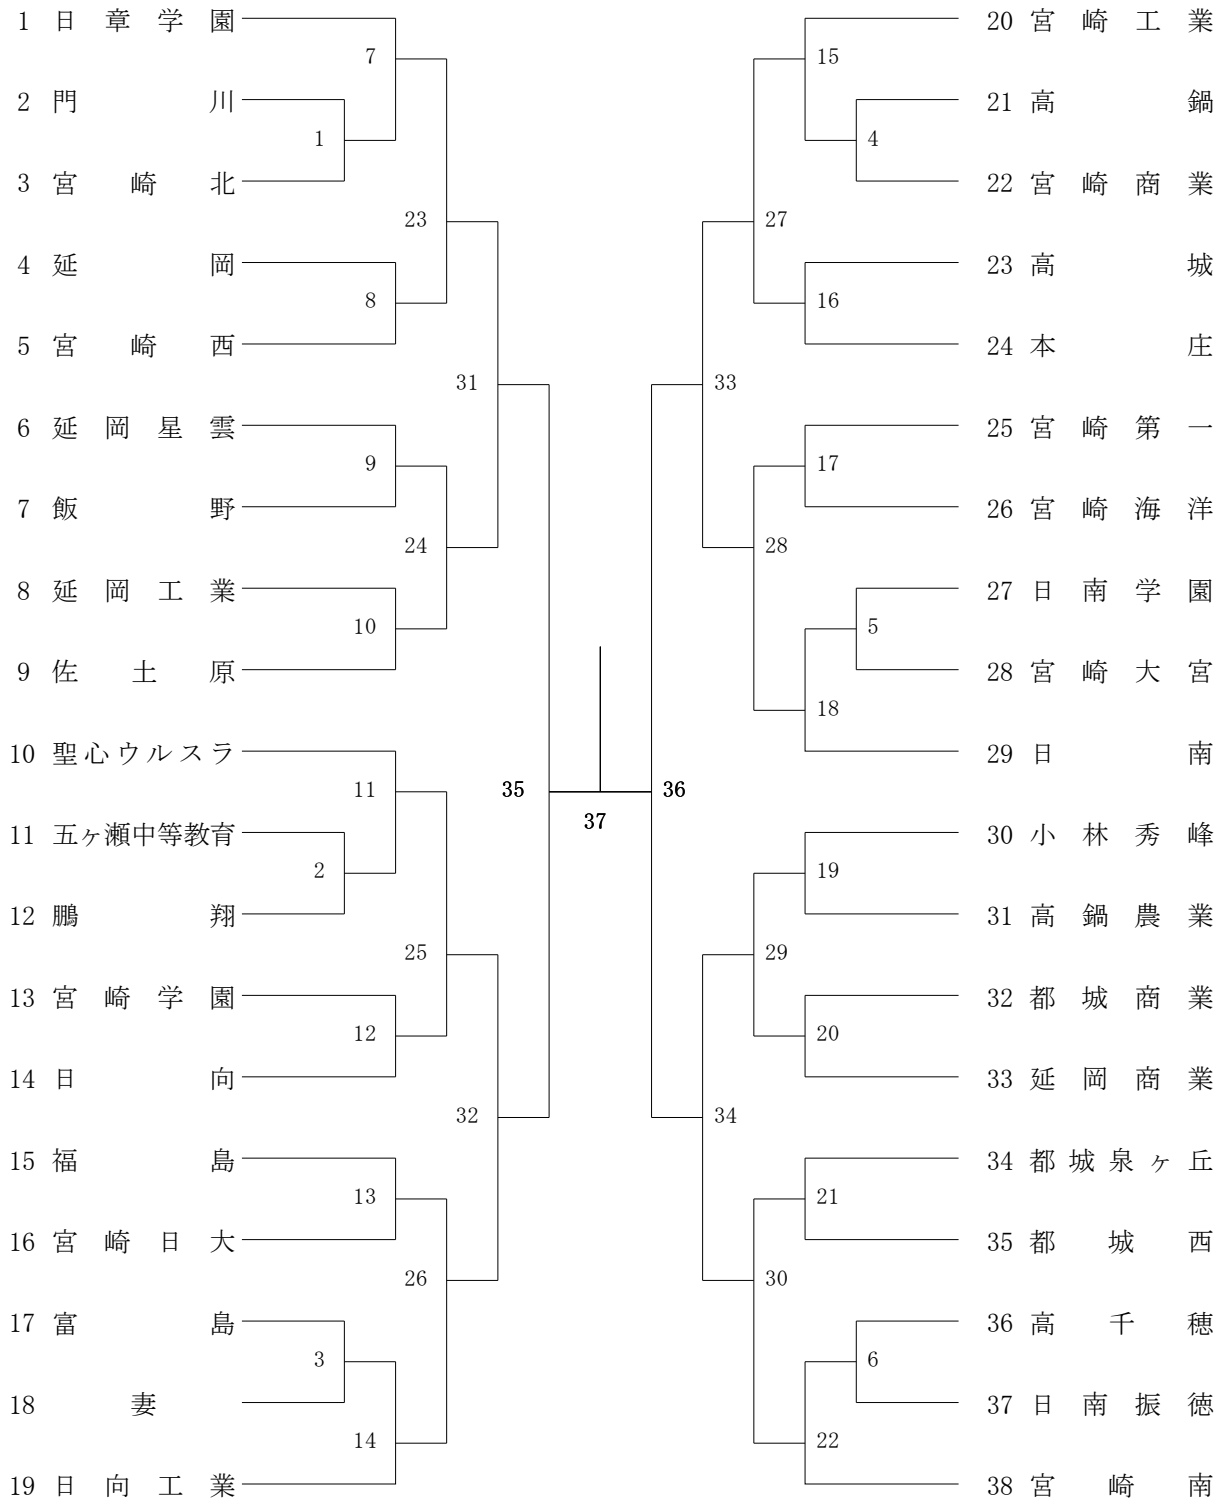 1 日章学園
7
2 門川
1
3 宮崎北
23
4 延岡
8
5 宮崎西
31
6 延岡星雲
9
7 飯野
24
8 延岡工業
10
9 佐土原
10 聖心ウルスラ
11
35
11 五ヶ瀬中等教育
2
12 鵬翔
25
13 宮崎学園
12
14 日向
32
15 福島
13
16 宮崎日大
26
17 富島
3
18 妻
14
19 日向工業
37
20 宮崎工業
15
21 高鍋
4
22 宮崎商業
27
23 高城
16
24 本庄
33
25 宮崎第一
17
26 宮崎海洋
28
27 日南学園
5
28 宮崎大宮
18
29 日南
36
30 小林秀峰
19
31 高鍋農業
29
32 都城商業
20
33 延岡商業
34
34 都城泉ヶ丘
21
35 都城西
30
36 高千穂
6
37 日南振徳
22
38 宮崎南